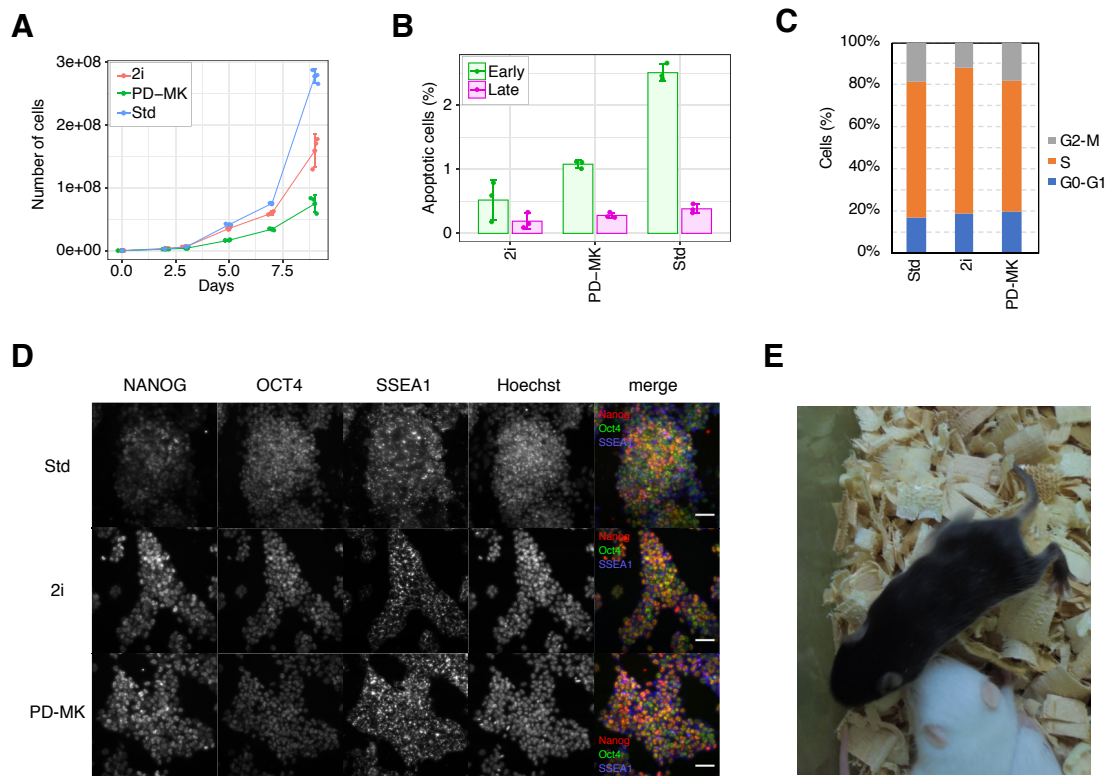 A
Number of cells
3e+08
2e+08
1e+08
0e+00
2i
PD−MK
Std
0.0 2.5 5.0 7.5
Days
B
Apoptotic cells (%)
2
1
0
Early
Late
2i PD−MK Std
C
Cells (%)
100%
80%
60%
40%
20%
0%
G2-M
S
G0-G1
Std 2i PD-MK
D
NANOG OCT4 SSEA1 Hoechst merge
Std
Nanog
Oct4
SSEA1
2i
Nanog
Oct4
SSEA1
PD-MK
Nanog
Oct4
SSEA1
E